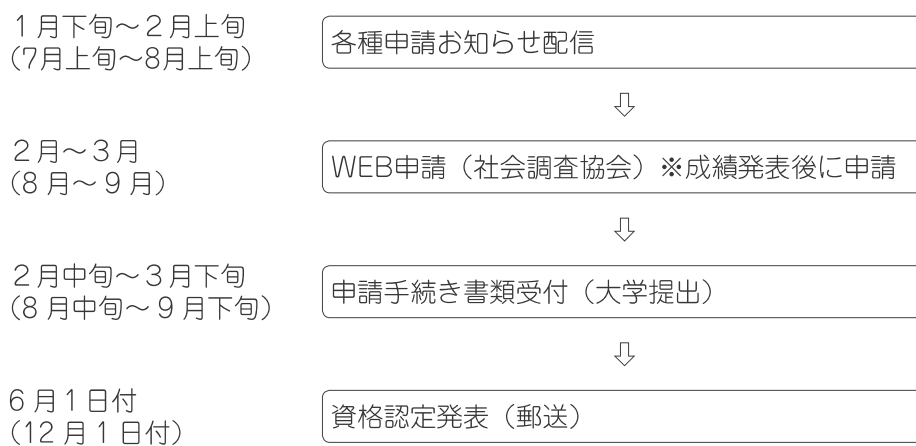 １月下旬～２月上旬
（7月上旬～8月上旬）
各種申請お知らせ配信
⇩
２月～３月
（８月～９月）
WEB申請（社会調査協会）※成績発表後に申請
⇩
２月中旬～３月下旬
（８月中旬～９月下旬）
申請手続き書類受付（大学提出）
⇩
６月１日付
（12月１日付）
資格認定発表（郵送）